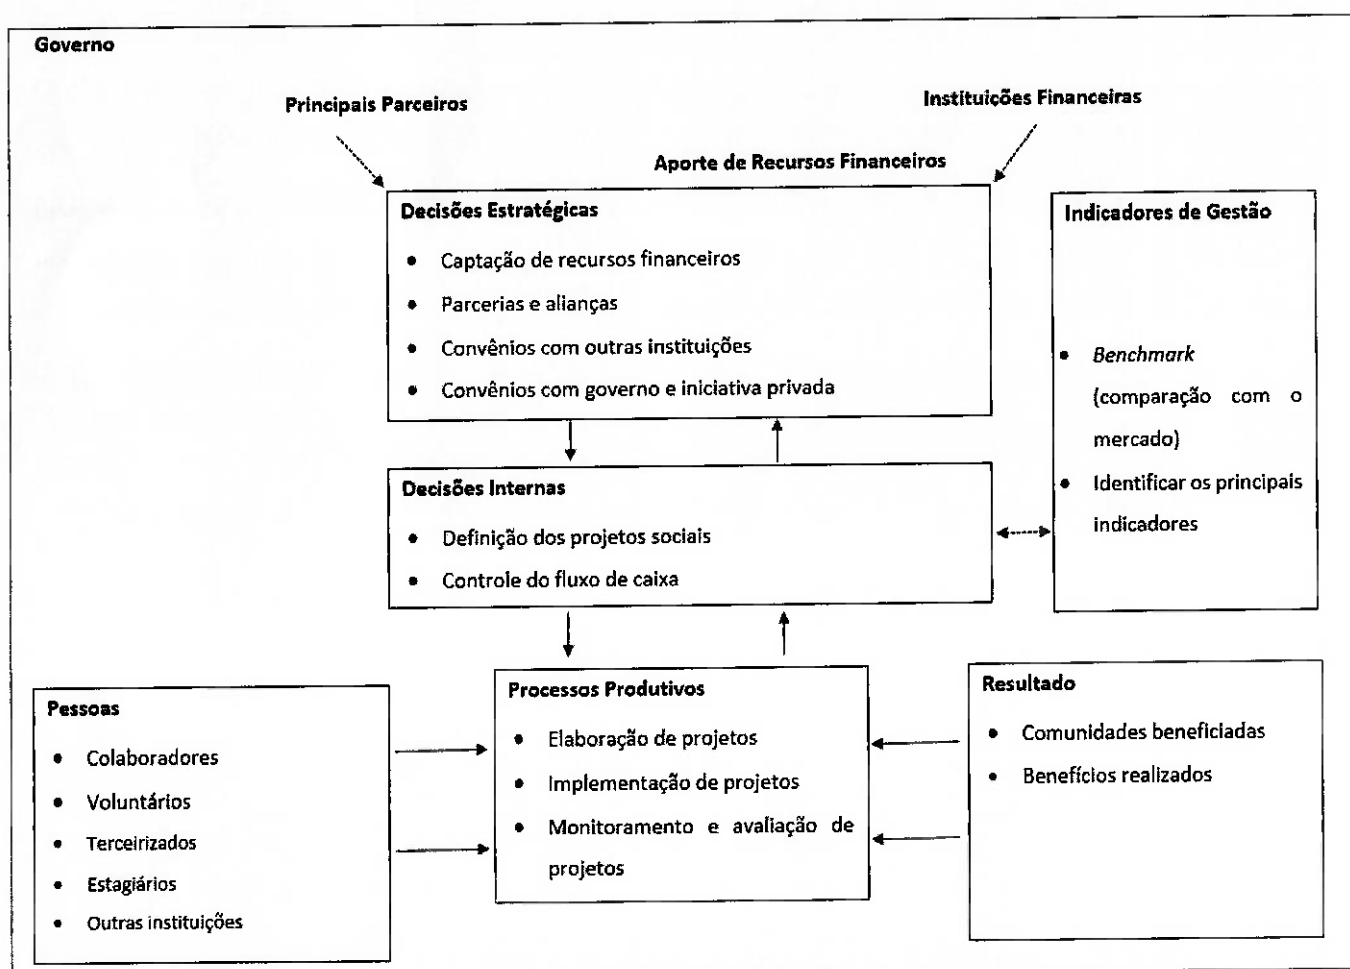 Governo
Principais Parceiros
Instituições Financeiras
Aporte de Recursos Financeiros
Decisões Estratégicas
• Captação de recursos financeiros
• Parcerias e alianças
• Convênios com outras instituições
• Convênios com governo e iniciativa privada
Indicadores de Gestão
• Benchmark
(comparação com o
mercado)
• Identificar os principais
indicadores
Decisões Internas
• Definição dos projetos sociais
• Controle do fluxo de caixa
Pessoas
• Colaboradores
• Voluntários
• Terceirizados
• Estagiários
• Outras instituições
Processos Produtivos
• Elaboração de projetos
• Implementação de projetos
• Monitoramento e avaliação de
projetos
Resultado
• Comunidades beneficiadas
• Benefícios realizados